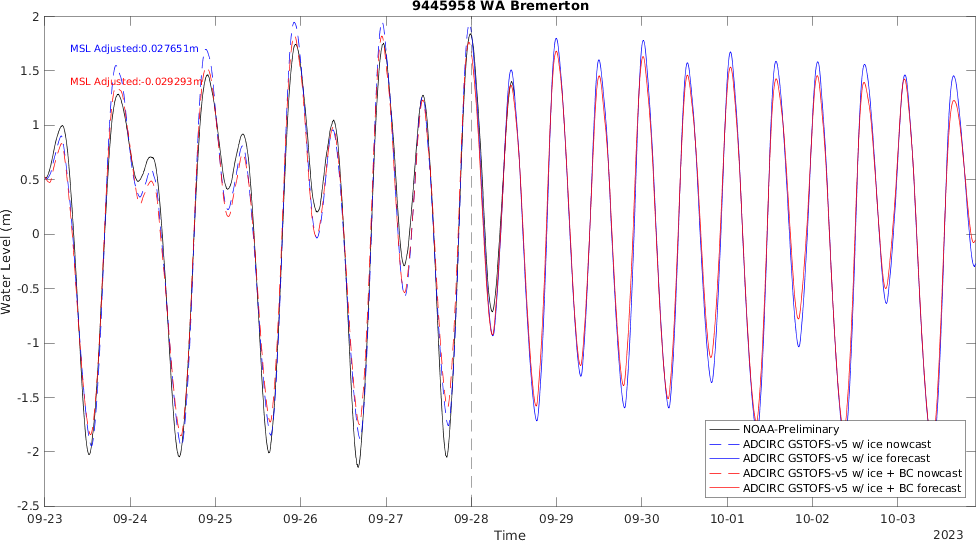 9445958 WA Bremerton
MSL Adjusted:0.027651m
MSL Adjusted:-0.029293m
Water Level (m)
2
1.5
1
0.5
0
-0.5
-1
-1.5
-2
-2.5
NOAA-Preliminary
ADCIRC GSTOFS-v5 w/ ice nowcast
ADCIRC GSTOFS-v5 w/ ice forecast
ADCIRC GSTOFS-v5 w/ ice + BC nowcast
ADCIRC GSTOFS-v5 w/ ice + BC forecast
09-23 09-24 09-25 09-26 09-27 09-28 09-29 09-30 10-01 10-02 10-03
Time
2023